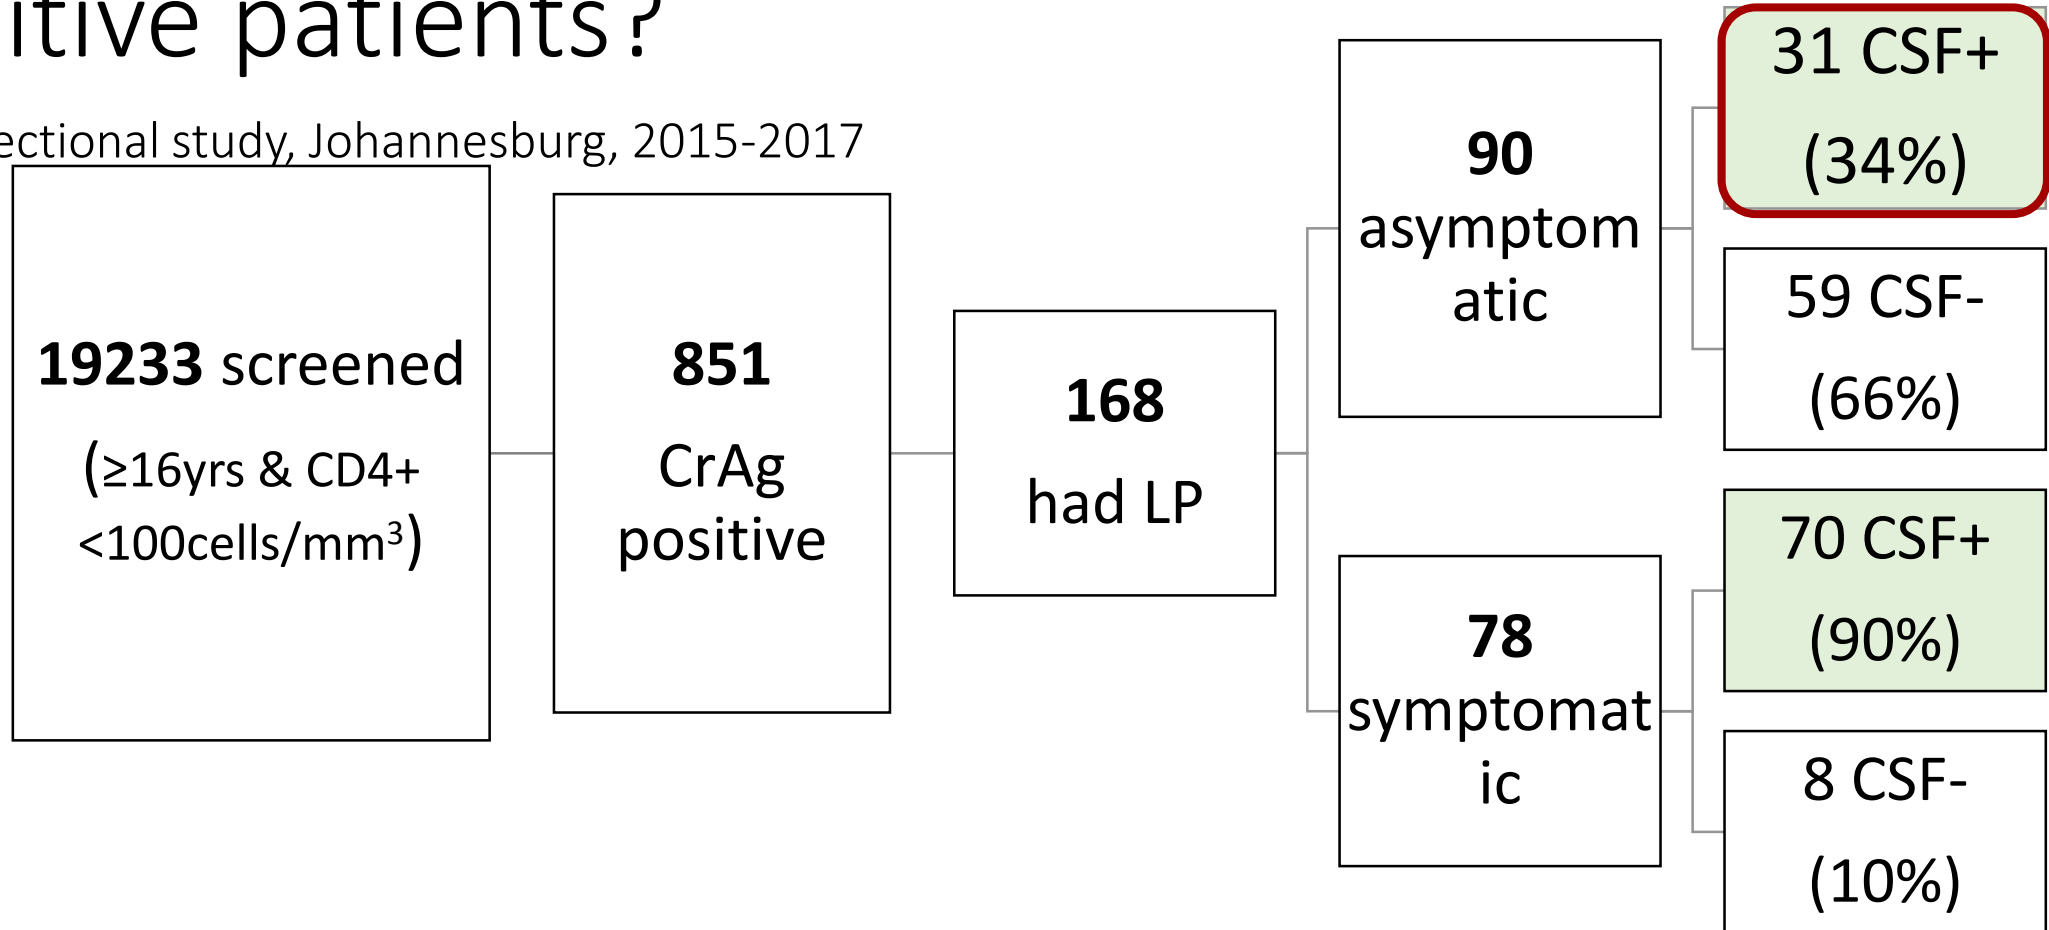 itive patients?
ectional study, Johannesburg, 2015-2017
19233 screened
(≥16yrs & CD4+
<100cells/mm³)
851
CrAg
positive
168
had LP
90
asymptom
atic
31 CSF+
(34%)
59 CSF-
(66%)
78
symptomat
ic
70 CSF+
(90%)
8 CSF-
(10%)